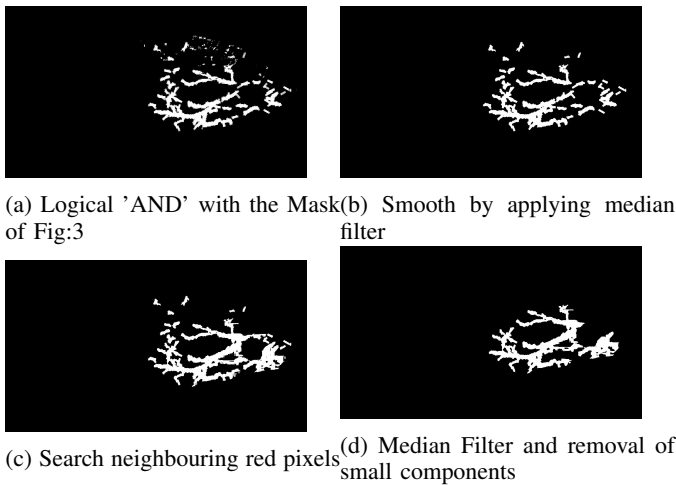 (a) Logical ’AND’ with the Mask
of Fig:3
(b) Smooth by applying median
filter
(c) Search neighbouring red pixels
(d) Median Filter and removal of
small components